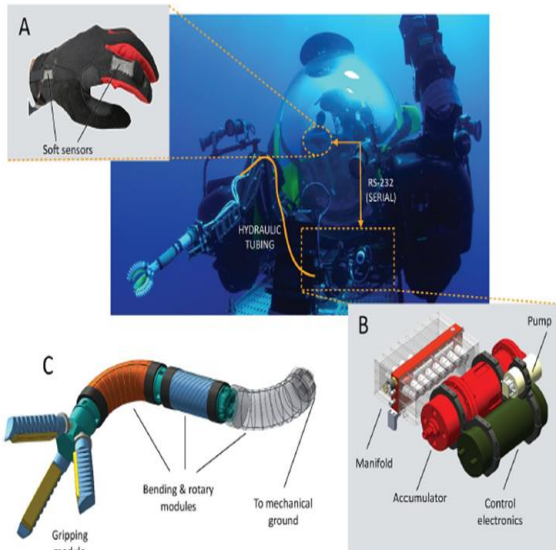 A
Soft sensors
RS-232
(SERIAL)
HYDRAULIC
TUBING
B
Pump
Manifold
Accumulator
Control
electronics
C
Bending & rotary
modules
To mechanical
ground
Gripping